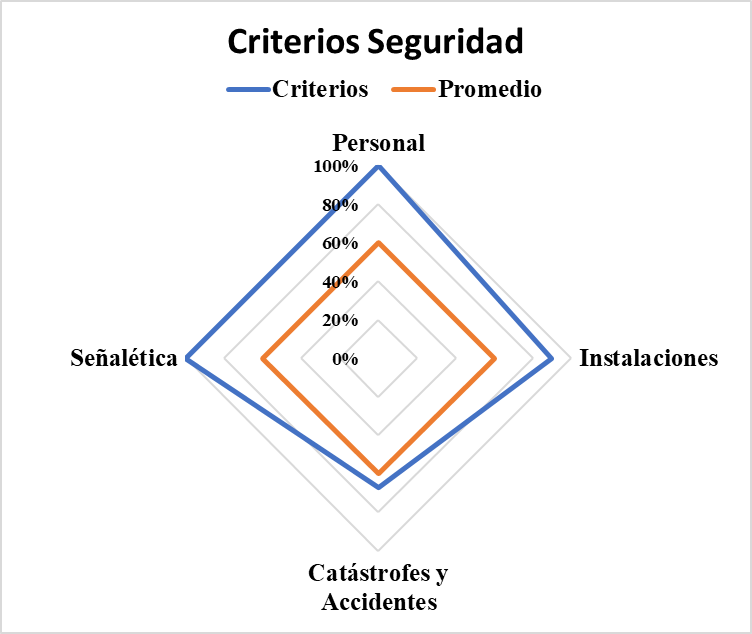 Criterios Seguridad
Criterios Promedio
Personal
100%
80%
60%
40%
20%
0%
Señalética
Instalaciones
Catástrofes y
Accidentes